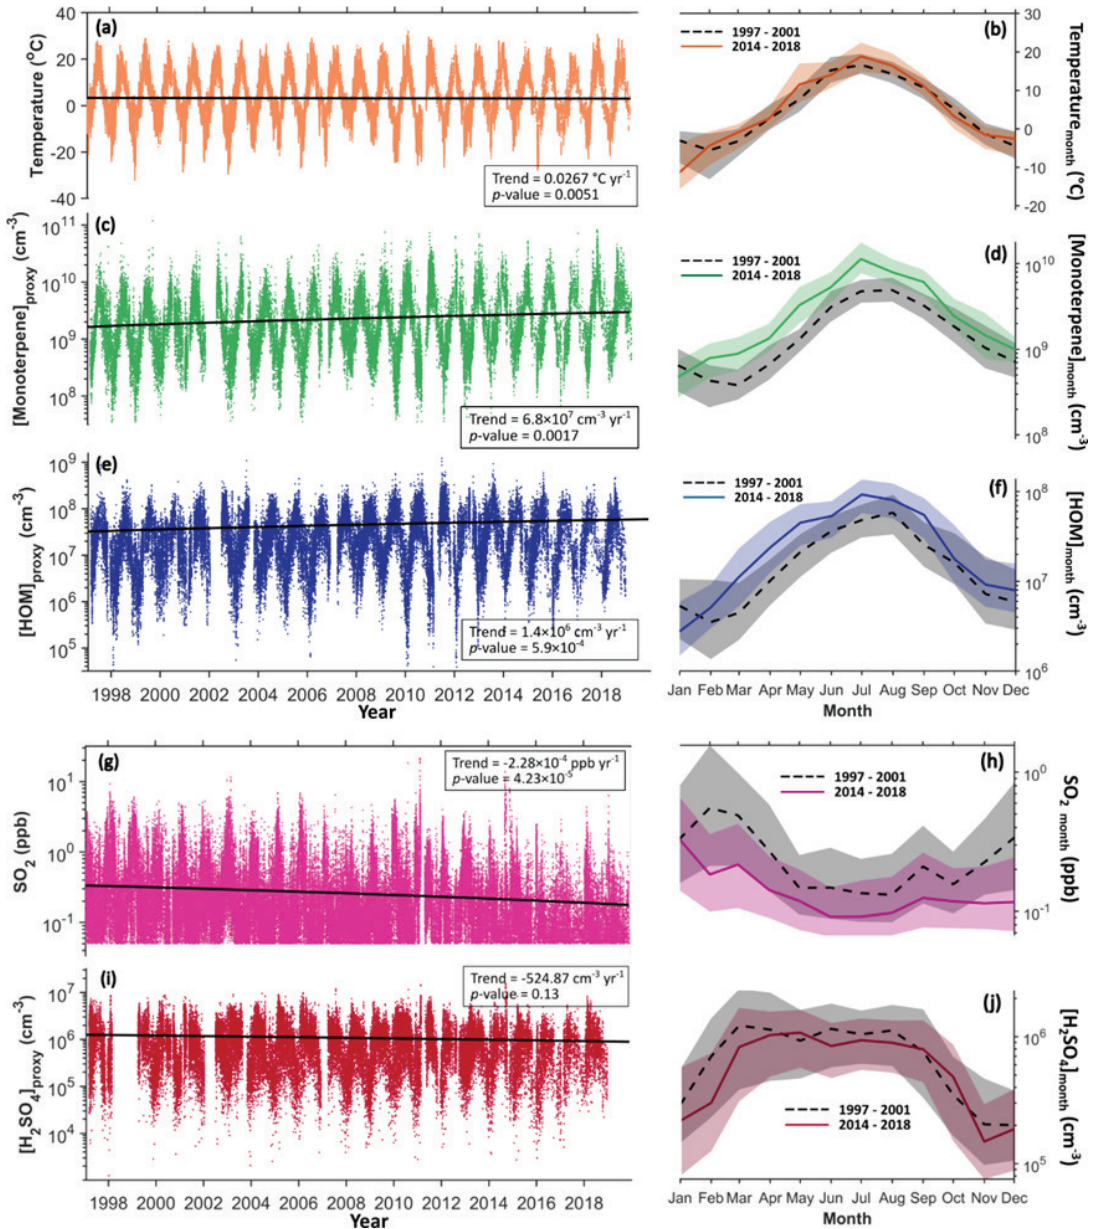 (a)
40
20
0
-20
-40
Temperature (°C)
Trend = 0.0267 °C yr⁻¹
p-value = 0.0051
(b)
1997 - 2001
2014 - 2018
30
20
10
0
-10
-20
Temperature month (°C)
(c)
10¹¹
10¹⁰
10⁹
10⁸
[Monoterpene]proxy (cm⁻³)
Trend = 6.8×10⁷ cm⁻³ yr⁻¹
p-value = 0.0017
(d)
1997 - 2001
2014 - 2018
10¹⁰
10⁹
10⁸
[Monoterpene]month (cm⁻³)
(e)
10⁹
10⁸
10⁷
10⁶
10⁵
[HOM]proxy (cm⁻³)
Trend = 1.4×10⁶ cm⁻³ yr⁻¹
p-value = 5.9×10⁻⁴
1998 2000 2002 2004 2006 2008 2010 2012 2014 2016 2018
Year
(f)
1997 - 2001
2014 - 2018
10⁸
10⁷
10⁶
[HOM]month (cm⁻³)
Jan Feb Mar Apr May Jun Jul Aug Sep Oct Nov Dec
Month
(g)
10¹
10⁰
10⁻¹
SO₂ (ppb)
Trend = -2.28×10⁻⁴ ppb yr⁻¹
p-value = 4.23×10⁻⁵
(h)
1997 - 2001
2014 - 2018
10⁰
10⁻¹
SO₂ month (ppb)
(i)
10⁷
10⁶
10⁵
10⁴
[H₂SO₄]proxy (cm⁻³)
Trend = -524.87 cm⁻³ yr⁻¹
p-value = 0.13
1998 2000 2002 2004 2006 2008 2010 2012 2014 2016 2018
Year
(j)
1997 - 2001
2014 - 2018
10⁶
10⁵
[H₂SO₄]month (cm⁻³)
Jan Feb Mar Apr May Jun Jul Aug Sep Oct Nov Dec
Month